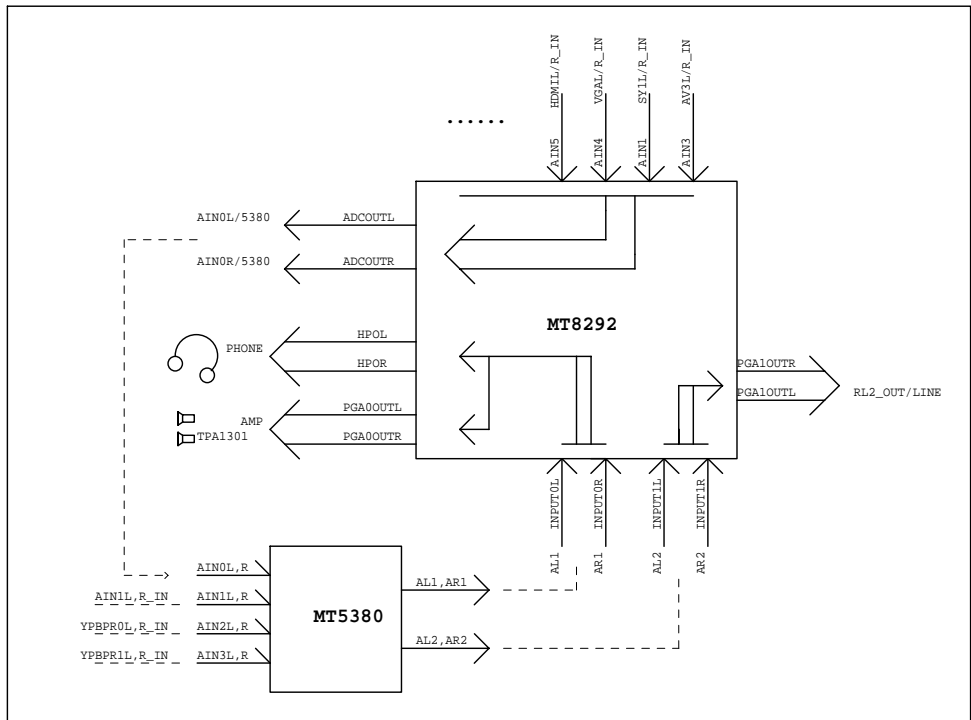 HDMIL/R_IN
VGAL/R_IN
SY1L/R_IN
AV3L/R_IN
......
AIN5
AIN4
AIN1
AIN3
AIN0L/5380
ADCOUTL
AIN0R/5380
ADCOUTR
MT8292
HPOL
PHONE
HPOR
PGA1OUTR
PGA1OUTL
RL2_OUT/LINE
PGA0OUTL
AMP
TPA1301
PGA0OUTR
INPUT0L
INPUT0R
INPUT1L
INPUT1R
AL1
AR1
AL2
AR2
AIN0L,R
AL1,AR1
AIN1L,R_IN
AIN1L,R
MT5380
YPBPR0L,R_IN
AIN2L,R
AL2,AR2
YPBPR1L,R_IN
AIN3L,R